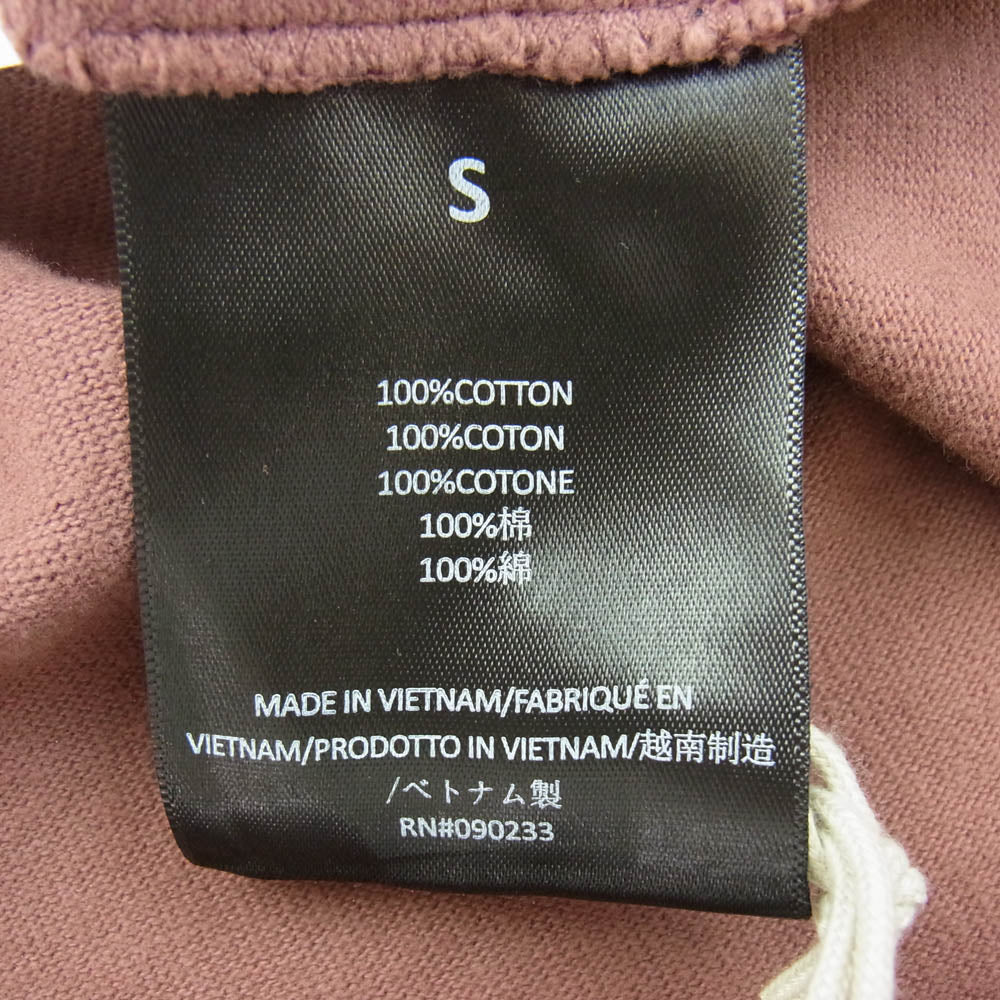 S
100%COTTON
100%COTON
100%COTONE
100%棉
100%綿
MADE IN VIETNAM/FABRIQUÉ EN
VIETNAM/PRODOTTO IN VIETNAM/越南制造
/ベトナム製
RN#090233